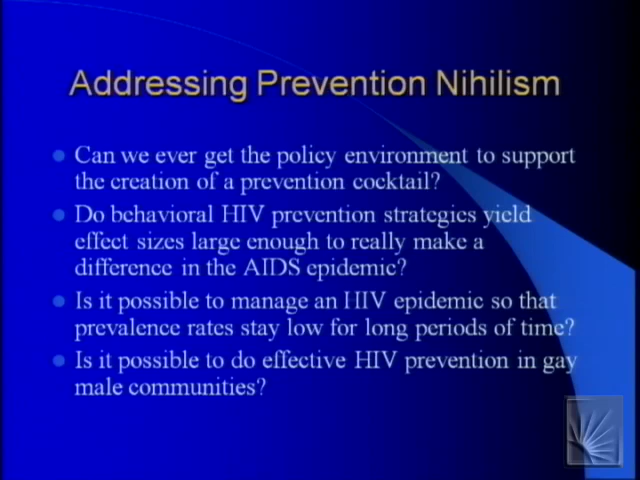 Addressing Prevention Nihilism
Can we ever get the policy environment to support
the creation of a prevention cocktail?
Do behavioral HIV prevention strategies yield
effect sizes large enough to really make a
difference in the AIDS epidemic?
Is it possible to manage an HIV epidemic so that
prevalence rates stay low for long periods of time?
Is it possible to do effective HIV prevention in gay
male communities?